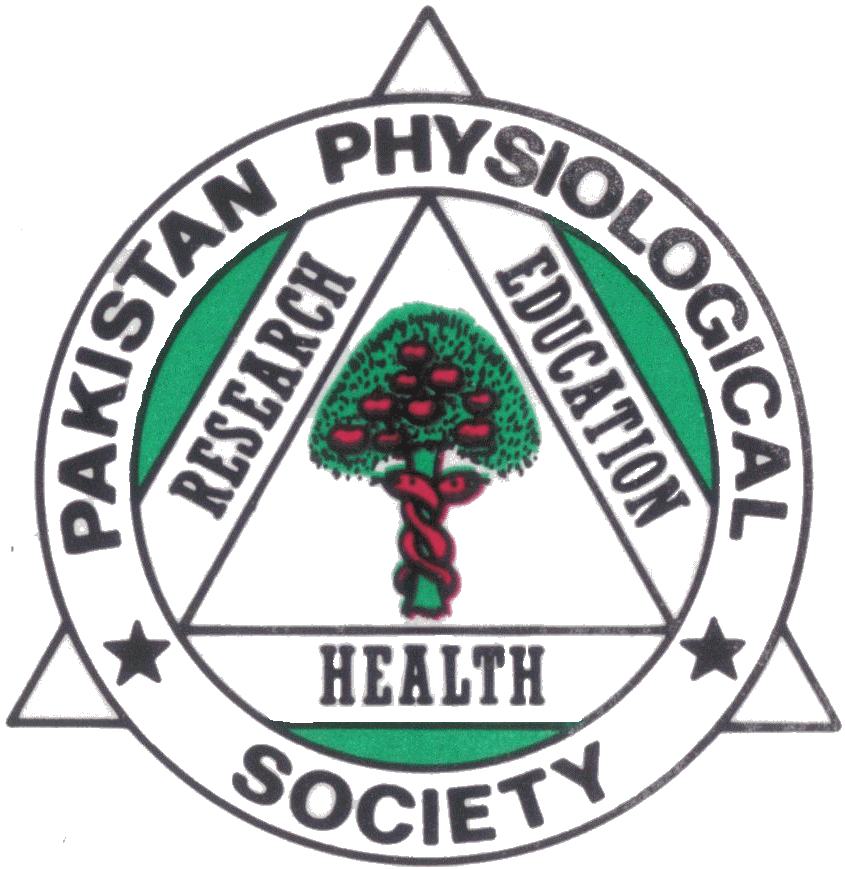 PAKISTAN PHYSIOLOGICAL
RESEARCH
EDUCATION
HEALTH
SOCIETY